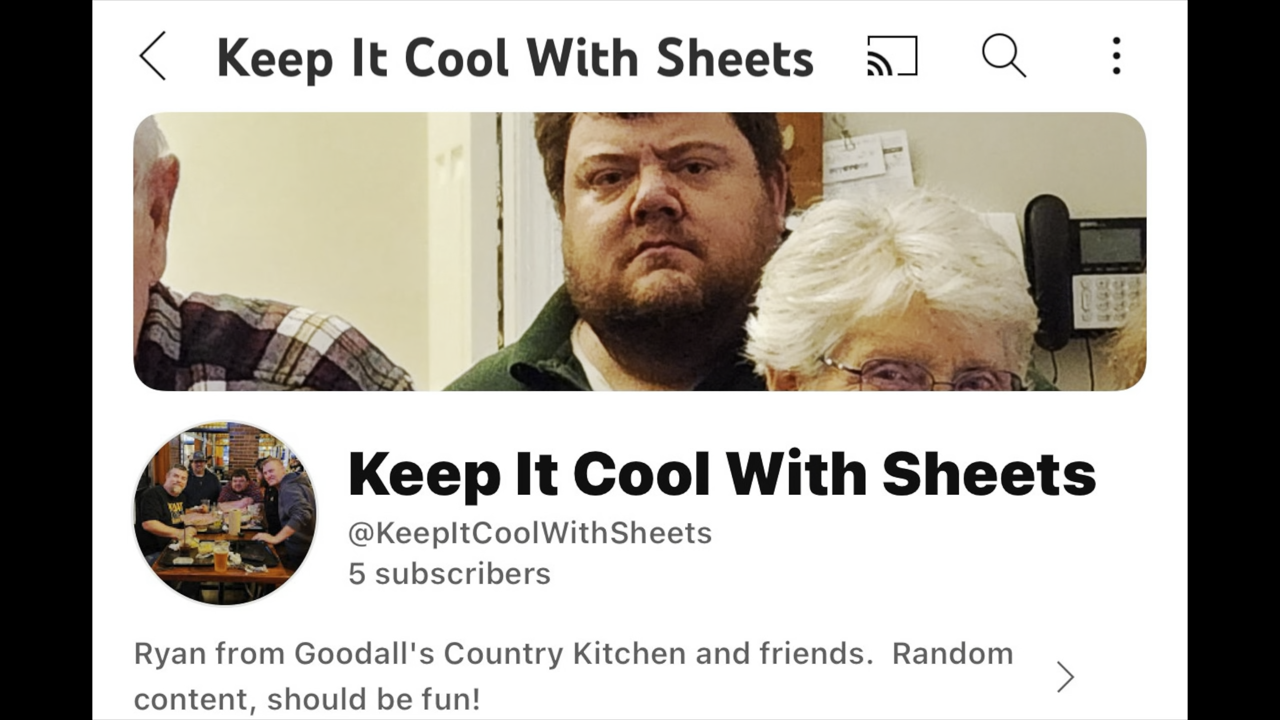 Keep It Cool With Sheets
Keep It Cool With Sheets
@KeepItCoolWithSheets
5 subscribers
Ryan from Goodall's Country Kitchen and friends.  Random
content, should be fun!